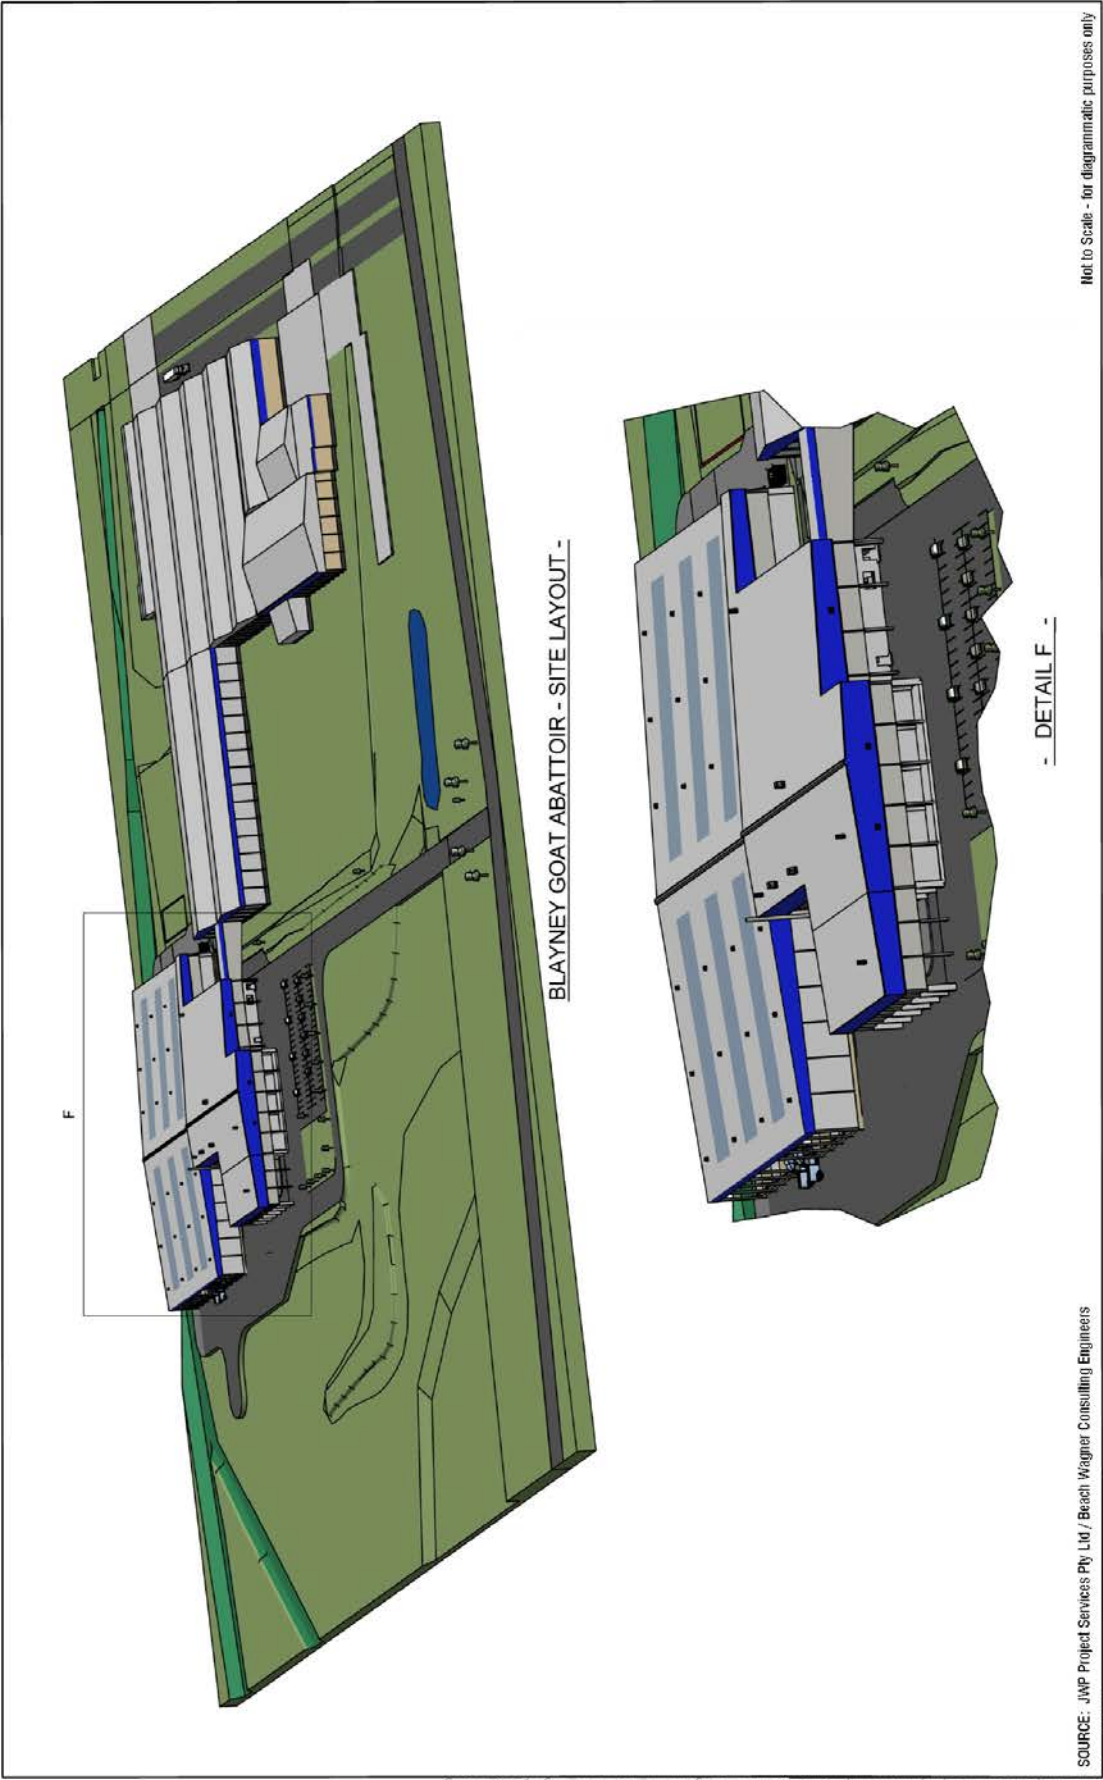 F
BLAYNEY GOAT ABATTOIR - SITE LAYOUT -
- DETAIL F -
SOURCE: JWP Project Services Pty Ltd / Beach Wagner Consulting Engineers
Not to Scale - for diagrammatic purposes only